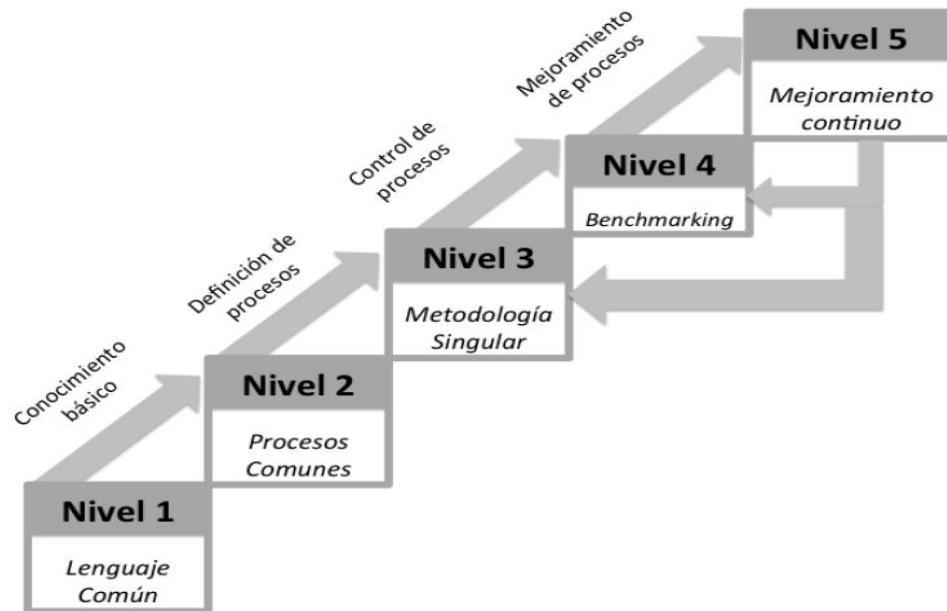 Nivel 5
Mejoramiento
continuo
Mejoramiento
de procesos
Nivel 4
Benchmarking
Control de
procesos
Nivel 3
Metodología
Singular
Definición de
procesos
Nivel 2
Procesos
Comunes
Conocimiento
básico
Nivel 1
Lenguaje
Común